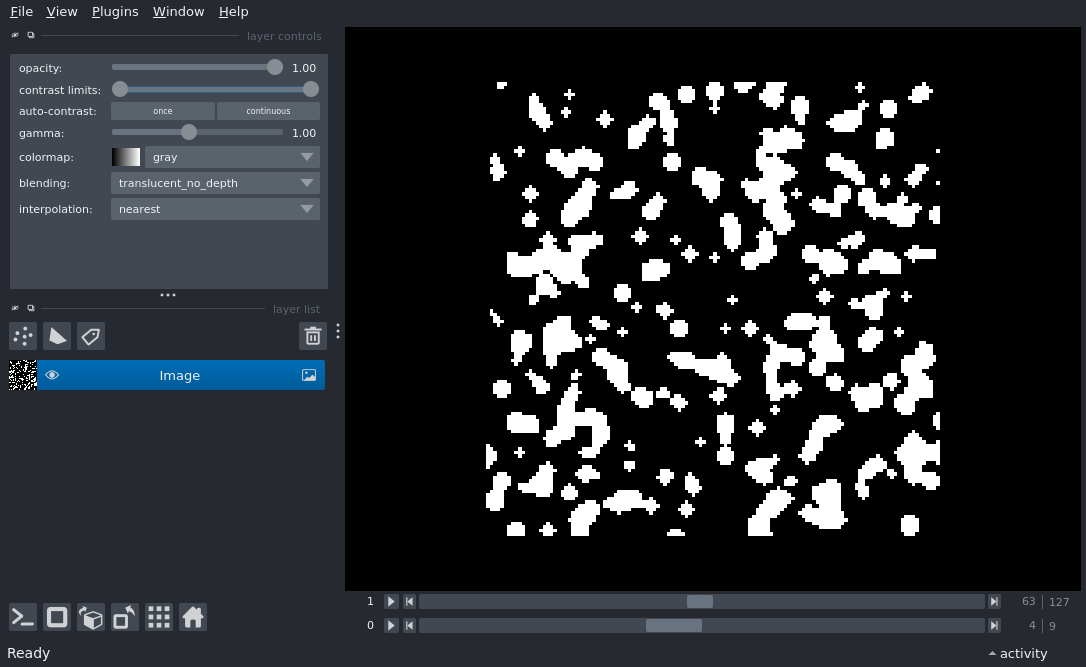 File View Plugins Window Help
layer controls
opacity: 1.00
contrast limits:
auto-contrast: once continuous
gamma: 1.00
colormap: gray
blending: translucent_no_depth
interpolation: nearest
layer list
Image
1 63 127
0 4 9
Ready activity